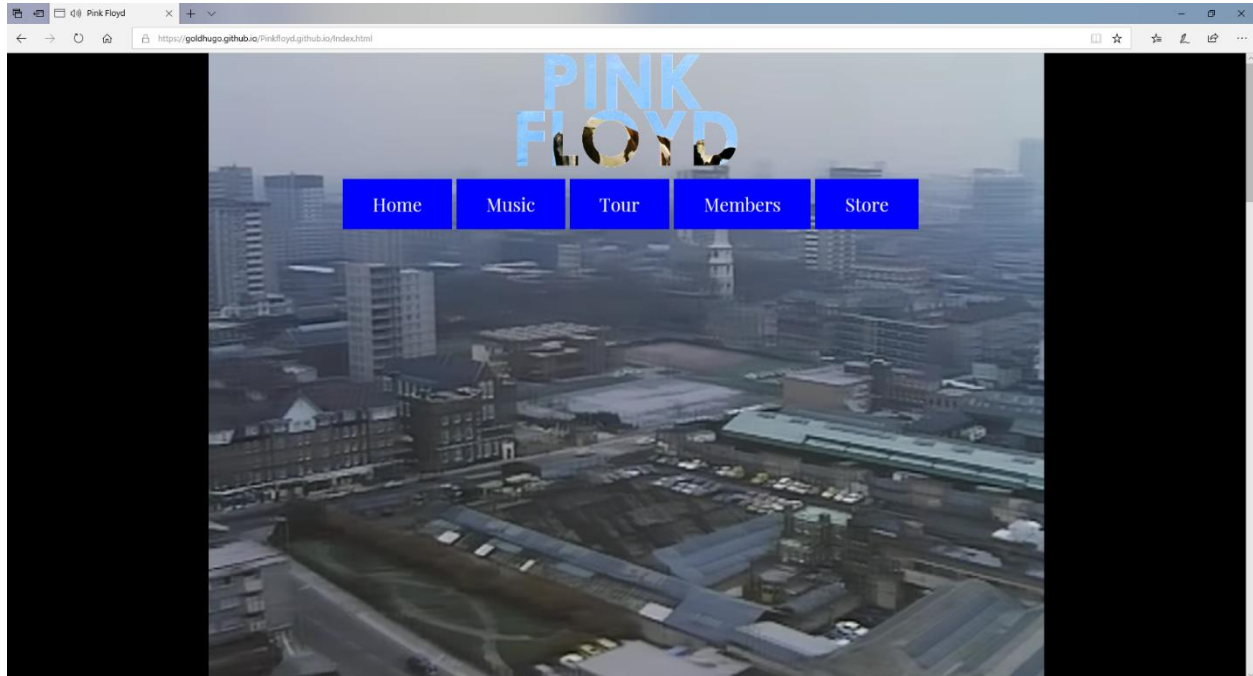 Pink Floyd
https://goldhugo.github.io/Pinkfloyd.github.io/Index.html
PINK
FLOYD
Home Music Tour Members Store